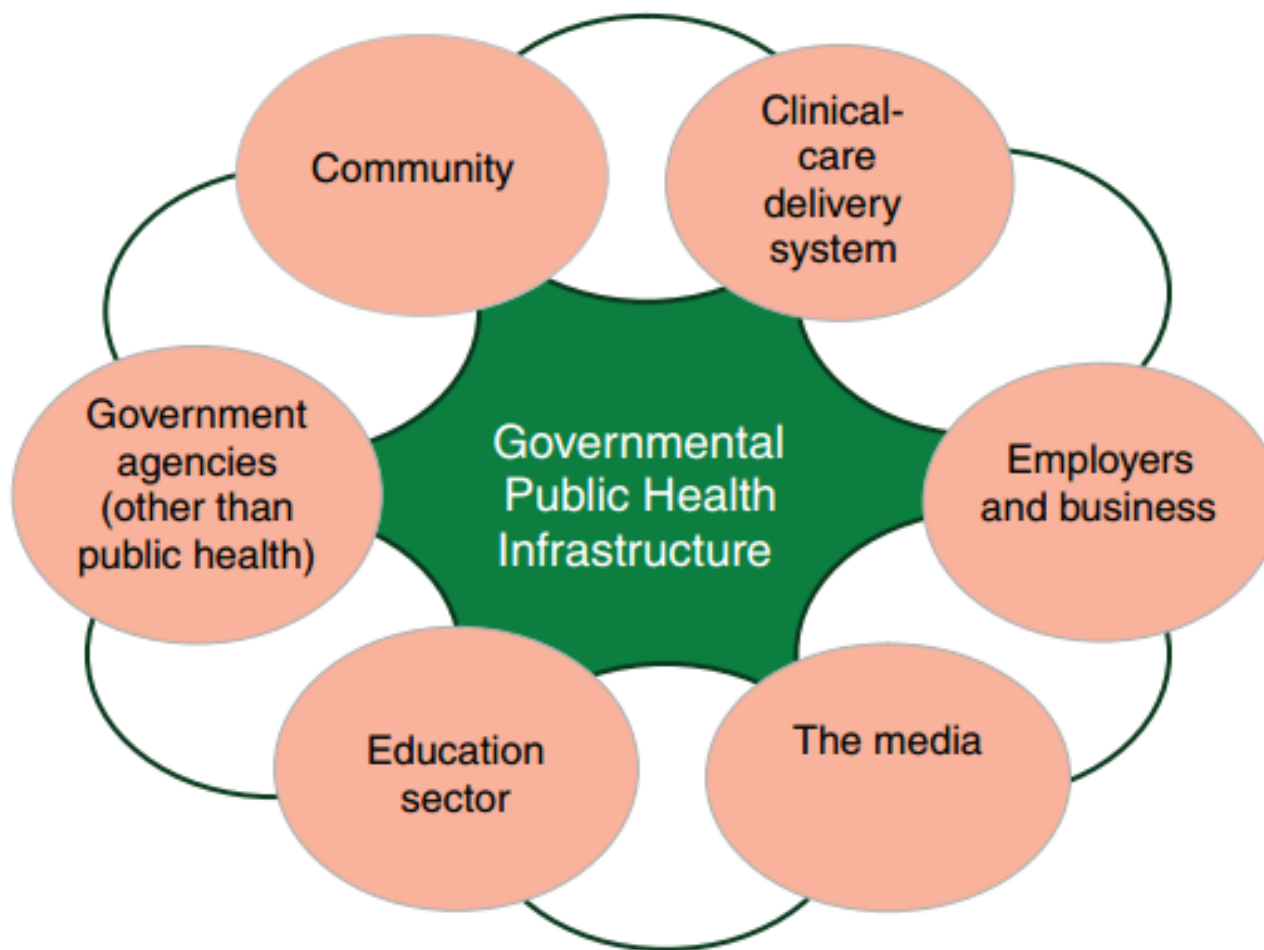 Community
Clinical-
care
delivery
system
Government
agencies
(other than
public health)
Governmental
Public Health
Infrastructure
Employers
and business
Education
sector
The media